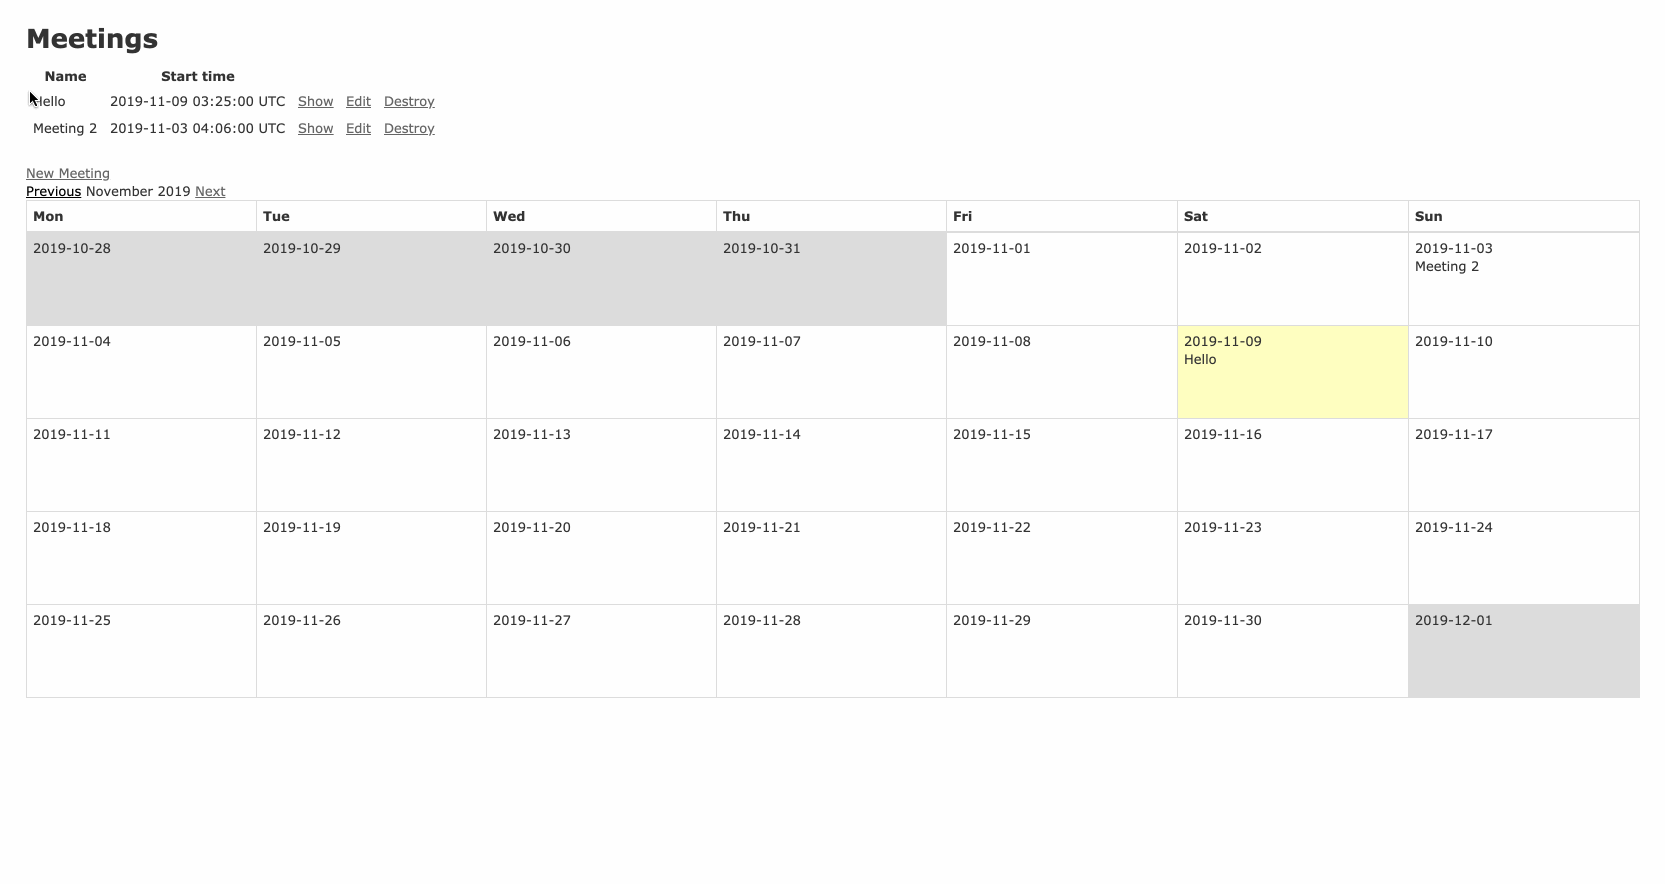 Meetings
Name Start time
Hello 2019-11-09 03:25:00 UTC Show Edit Destroy
Meeting 2 2019-11-03 04:06:00 UTC Show Edit Destroy
New Meeting
Previous November 2019 Next
Mon Tue Wed Thu Fri Sat Sun
2019-10-28 2019-10-29 2019-10-30 2019-10-31 2019-11-01 2019-11-02 2019-11-03
Meeting 2
2019-11-04 2019-11-05 2019-11-06 2019-11-07 2019-11-08 2019-11-09 2019-11-10
Hello
2019-11-11 2019-11-12 2019-11-13 2019-11-14 2019-11-15 2019-11-16 2019-11-17
2019-11-18 2019-11-19 2019-11-20 2019-11-21 2019-11-22 2019-11-23 2019-11-24
2019-11-25 2019-11-26 2019-11-27 2019-11-28 2019-11-29 2019-11-30 2019-12-01